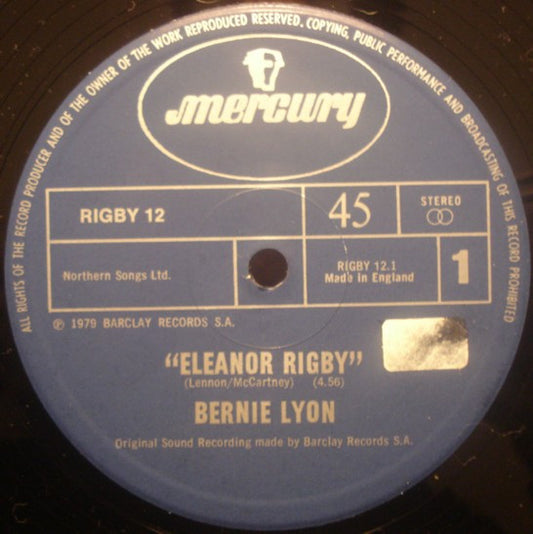 ALL RIGHTS OF THE RECORD PRODUCER AND OF THE OWNER OF THE WORK REPRODUCED RESERVED. COPYING, PUBLIC PERFORMANCE AND BROADCASTING OF THIS RECORD PROHIBITED
mercury
RIGBY 12
45
STEREO
Northern Songs Ltd.
RIGBY 12.1
Made in England
1
℗ 1979 BARCLAY RECORDS S.A.
"ELEANOR RIGBY"
(Lennon/McCartney) (4.56)
BERNIE LYON
Original Sound Recording made by Barclay Records S.A.